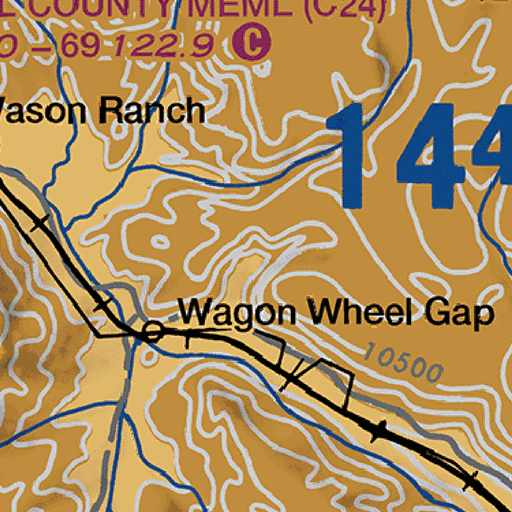 L COUNTY MEML (C24)
0 – 69 122.9 C
Wason Ranch
144
Wagon Wheel Gap
10500